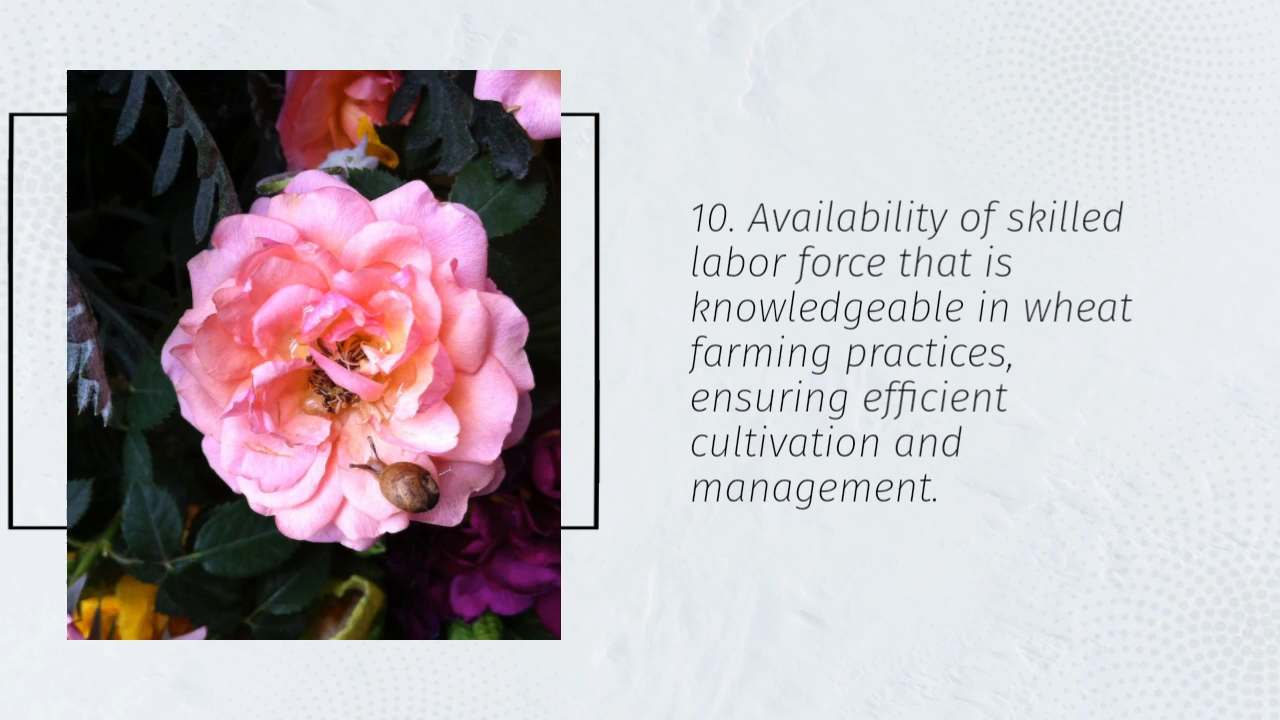 10. Availability of skilled
labor force that is
knowledgeable in wheat
farming practices,
ensuring efficient
cultivation and
management.